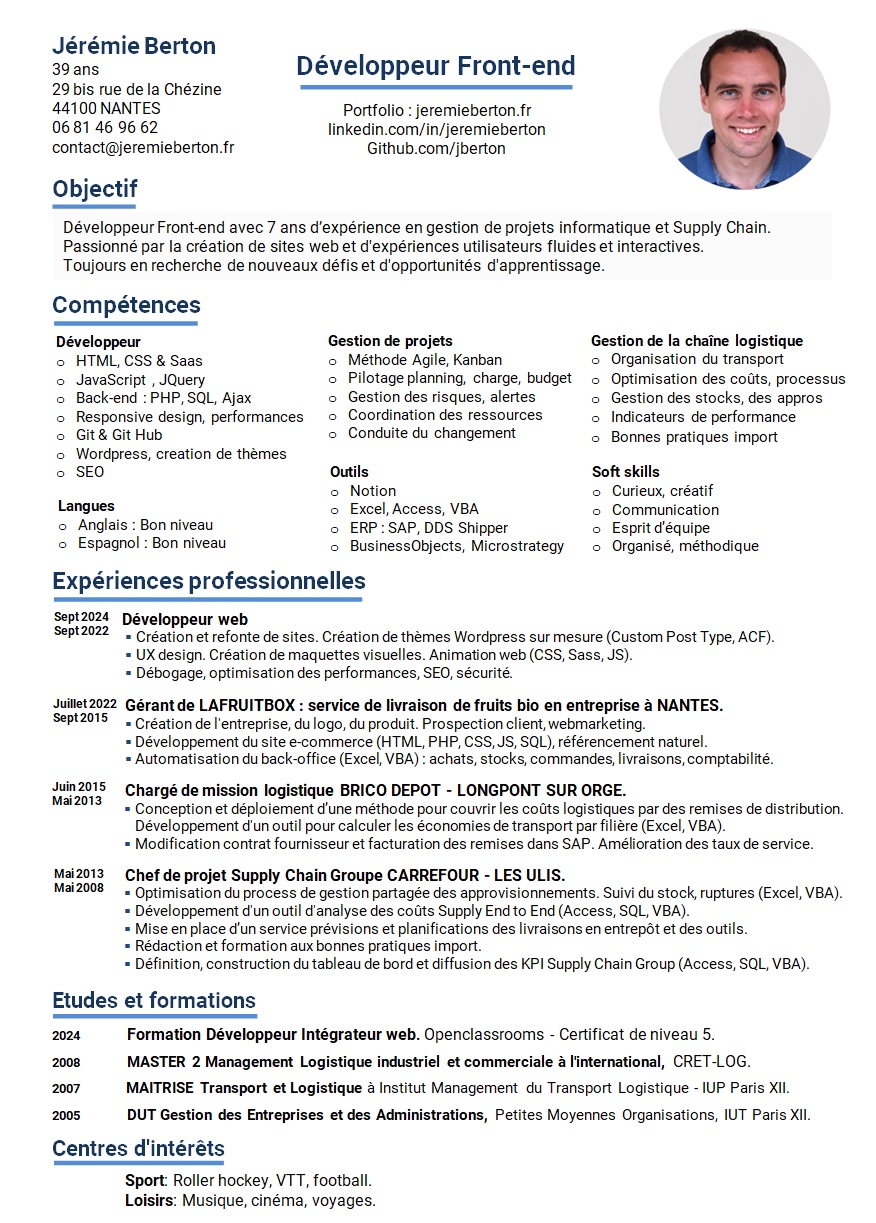 Jérémie Berton
39 ans
29 bis rue de la Chézine
44100 NANTES
06 81 46 96 62
contact@jeremieberton.fr
Développeur Front-end
Portfolio : jeremieberton.fr
linkedin.com/in/jeremieberton
Github.com/jberton
Objectif
Développeur Front-end avec 7 ans d’expérience en gestion de projets informatique et Supply Chain.
Passionné par la création de sites web et d'expériences utilisateurs fluides et interactives.
Toujours en recherche de nouveaux défis et d'opportunités d'apprentissage.
Compétences
Développeur
o HTML, CSS & Saas
o JavaScript , JQuery
o Back-end : PHP, SQL, Ajax
o Responsive design, performances
o Git & Git Hub
o Wordpress, creation de thèmes
o SEO
Langues
o Anglais : Bon niveau
o Espagnol : Bon niveau
Gestion de projets
o Méthode Agile, Kanban
o Pilotage planning, charge, budget
o Gestion des risques, alertes
o Coordination des ressources
o Conduite du changement
Outils
o Notion
o Excel, Access, VBA
o ERP : SAP, DDS Shipper
o BusinessObjects, Microstrategy
Gestion de la chaîne logistique
o Organisation du transport
o Optimisation des coûts, processus
o Gestion des stocks, des appros
o Indicateurs de performance
o Bonnes pratiques import
Soft skills
o Curieux, créatif
o Communication
o Esprit d’équipe
o Organisé, méthodique
Expériences professionnelles
Sept 2024
Sept 2022
Développeur web
▪ Création et refonte de sites. Création de thèmes Wordpress sur mesure (Custom Post Type, ACF).
▪ UX design. Création de maquettes visuelles. Animation web (CSS, Sass, JS).
▪ Débogage, optimisation des performances, SEO, sécurité.
Juillet 2022
Sept 2015
Gérant de LAFRUITBOX : service de livraison de fruits bio en entreprise à NANTES.
▪ Création de l'entreprise, du logo, du produit. Prospection client, webmarketing.
▪ Développement du site e-commerce (HTML, PHP, CSS, JS, SQL), référencement naturel.
▪ Automatisation du back-office (Excel, VBA) : achats, stocks, commandes, livraisons, comptabilité.
Juin 2015
Mai 2013
Chargé de mission logistique BRICO DEPOT - LONGPONT SUR ORGE.
▪ Conception et déploiement d’une méthode pour couvrir les coûts logistiques par des remises de distribution.
Développement d'un outil pour calculer les économies de transport par filière (Excel, VBA).
▪ Modification contrat fournisseur et facturation des remises dans SAP. Amélioration des taux de service.
Mai 2013
Mai 2008
Chef de projet Supply Chain Groupe CARREFOUR - LES ULIS.
▪ Optimisation du process de gestion partagée des approvisionnements. Suivi du stock, ruptures (Excel, VBA).
▪ Développement d'un outil d'analyse des coûts Supply End to End (Access, SQL, VBA).
▪ Mise en place d’un service prévisions et planifications des livraisons en entrepôt et des outils.
▪ Rédaction et formation aux bonnes pratiques import.
▪ Définition, construction du tableau de bord et diffusion des KPI Supply Chain Group (Access, SQL, VBA).
Etudes et formations
2024 Formation Développeur Intégrateur web. Openclassrooms - Certificat de niveau 5.
2008 MASTER 2 Management Logistique industriel et commerciale à l'international, CRET-LOG.
2007 MAITRISE Transport et Logistique à Institut Management du Transport Logistique - IUP Paris XII.
2005 DUT Gestion des Entreprises et des Administrations, Petites Moyennes Organisations, IUT Paris XII.
Centres d'intérêts
Sport: Roller hockey, VTT, football.
Loisirs: Musique, cinéma, voyages.